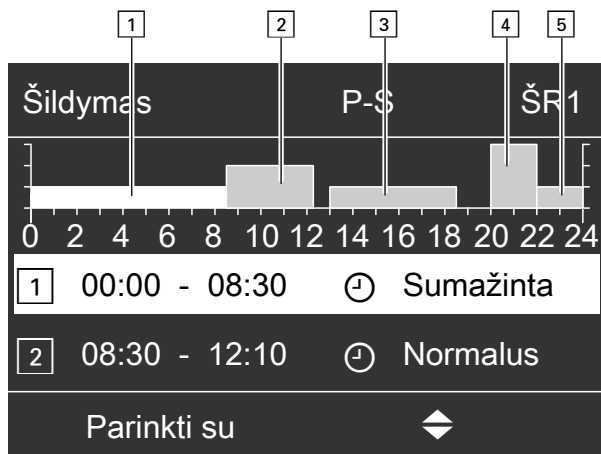 1 2 3 4 5
Šildymas P-S ŠR1
0 2 4 6 8 10 12 14 16 18 20 22 24
1 00:00 - 08:30 Sumažinta
2 08:30 - 12:10 Normalus
Parinkti su